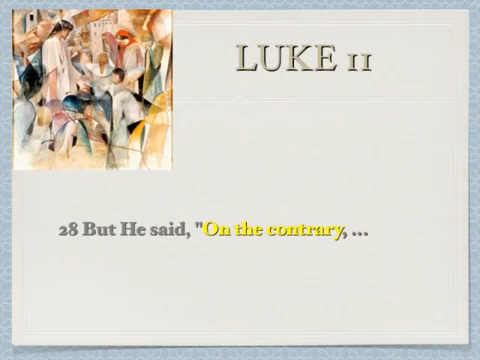 LUKE 11
28 But He said, "On the contrary, ...